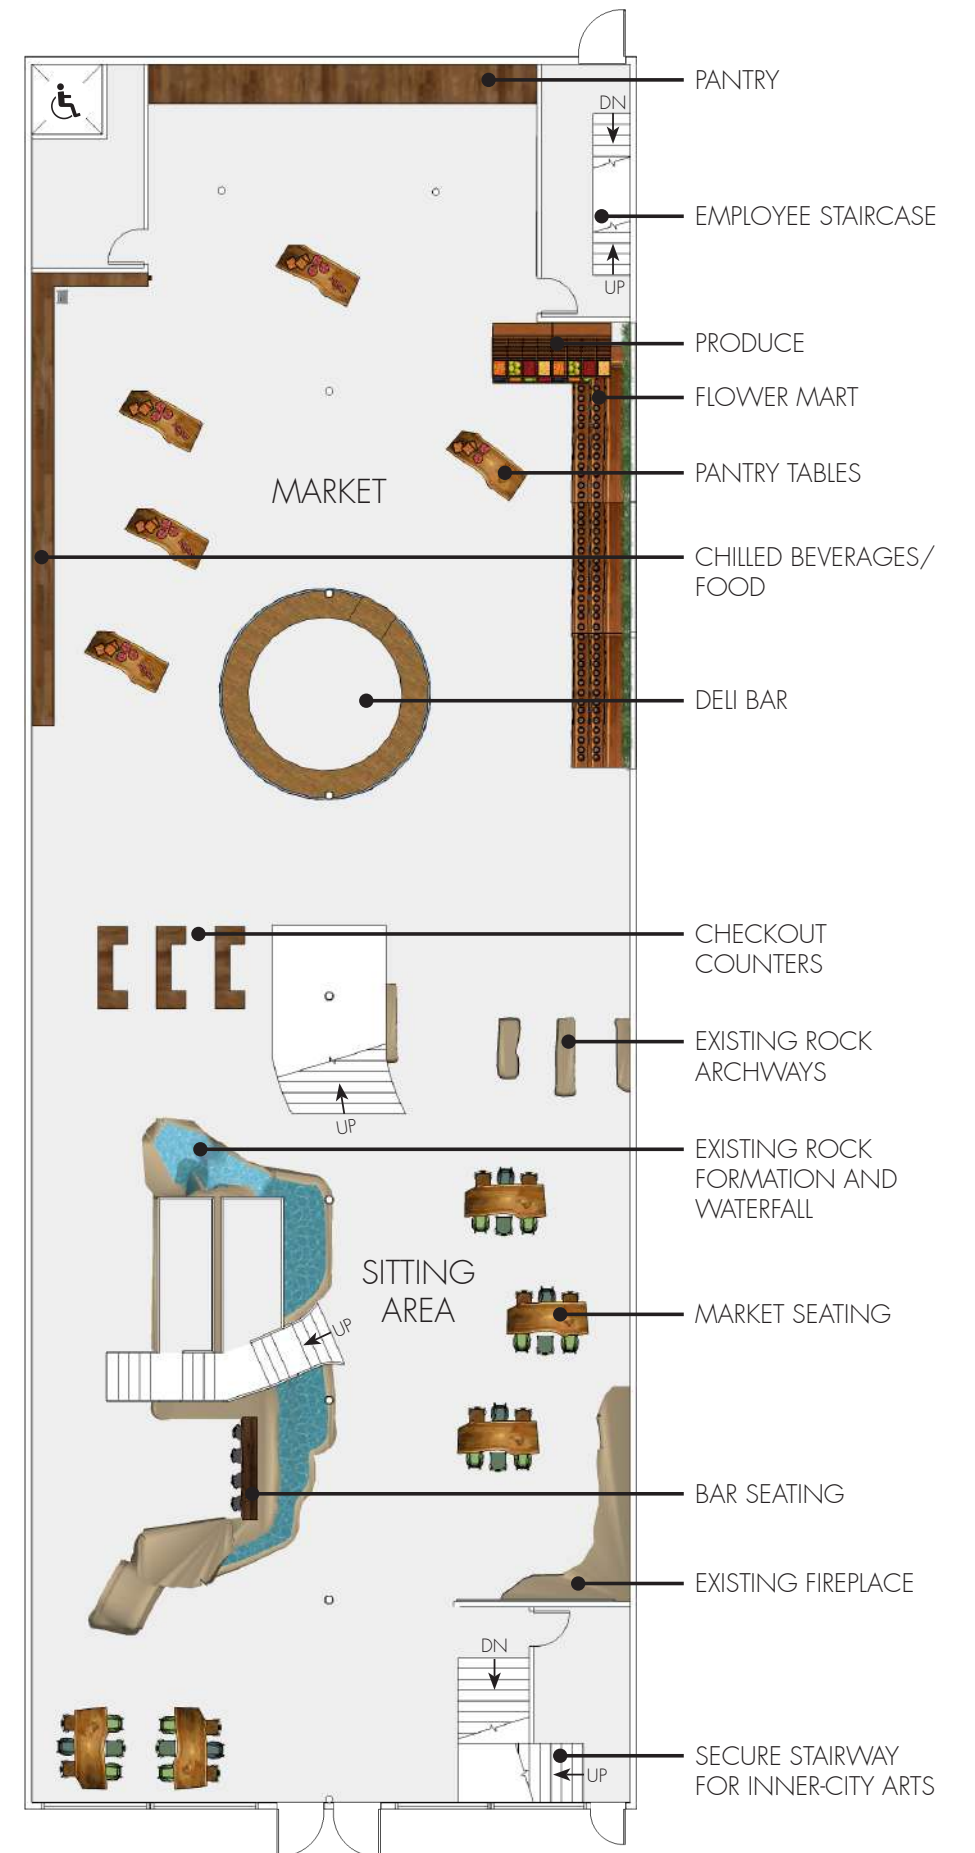 PANTRY
DN
EMPLOYEE STAIRCASE
UP
PRODUCE
FLOWER MART
PANTRY TABLES
MARKET
CHILLED BEVERAGES/
FOOD
DELI BAR
CHECKOUT
COUNTERS
EXISTING ROCK
ARCHWAYS
UP
EXISTING ROCK
FORMATION AND
WATERFALL
SITTING
AREA
MARKET SEATING
UP
BAR SEATING
EXISTING FIREPLACE
DN
SECURE STAIRWAY
FOR INNER-CITY ARTS
UP